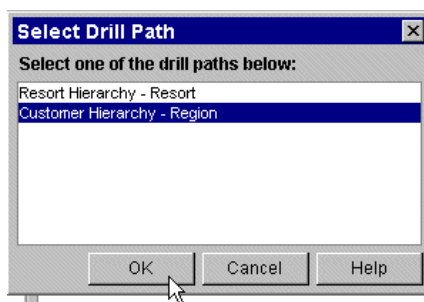 Select Drill Path
Select one of the drill paths below:
Resort Hierarchy - Resort
Customer Hierarchy - Region
OK Cancel Help